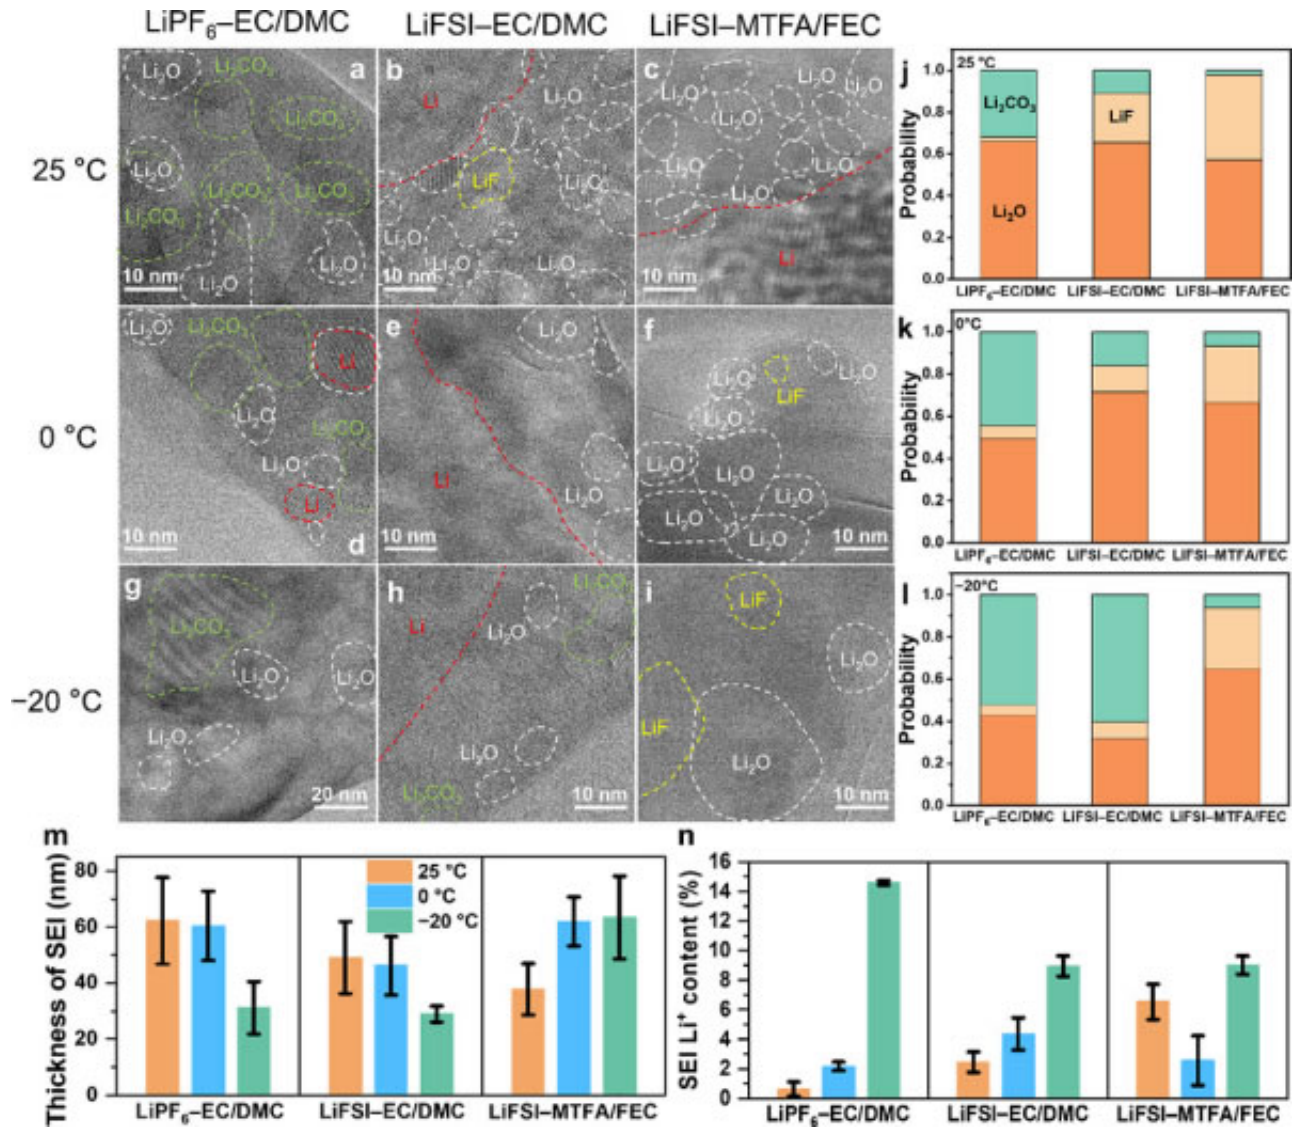 LiPF₆–EC/DMC
LiFSI–EC/DMC
LiFSI–MTFA/FEC
25 °C
a
Li₂O
Li₂CO₃
Li₂CO₃
Li₂O
Li₂CO₃
Li₂CO₃
Li₂CO₃
Li₂O
Li₂O
10 nm
b
Li
Li₂O
LiF
Li₂O
Li₂O
Li₂O
Li₂O
10 nm
c
Li₂O
Li₂O
Li₂O
Li₂O
Li₂O
Li₂O
Li
10 nm
j
25 °C
Probability
1.0
0.8
0.6
0.4
0.2
0.0
Li₂CO₃
LiF
Li₂O
LiPF₆–EC/DMC
LiFSI–EC/DMC
LiFSI–MTFA/FEC
0 °C
d
Li₂O
Li₂CO₃
Li
Li₂O
Li₂CO₃
Li₂O
Li
10 nm
e
Li₂O
Li
Li₂O
10 nm
f
Li₂O
Li₂O
LiF
Li₂O
Li₂O
Li₂O
Li₂O
Li₂O
Li₂O
10 nm
k
0°C
Probability
1.0
0.8
0.6
0.4
0.2
0.0
LiPF₆–EC/DMC
LiFSI–EC/DMC
LiFSI–MTFA/FEC
−20 °C
g
Li₂CO₃
Li₂O
Li₂O
Li₂O
20 nm
h
Li₂CO₃
Li
Li₂O
Li₂O
Li₂CO₃
10 nm
i
LiF
Li₂O
LiF
Li₂O
10 nm
l
−20°C
Probability
1.0
0.8
0.6
0.4
0.2
0.0
LiPF₆–EC/DMC
LiFSI–EC/DMC
LiFSI–MTFA/FEC
m
Thickness of SEI (nm)
80
60
40
20
0
25 °C
0 °C
−20 °C
LiPF₆–EC/DMC
LiFSI–EC/DMC
LiFSI–MTFA/FEC
n
SEI Li⁺ content (%)
16
14
12
10
8
6
4
2
0
LiPF₆–EC/DMC
LiFSI–EC/DMC
LiFSI–MTFA/FEC